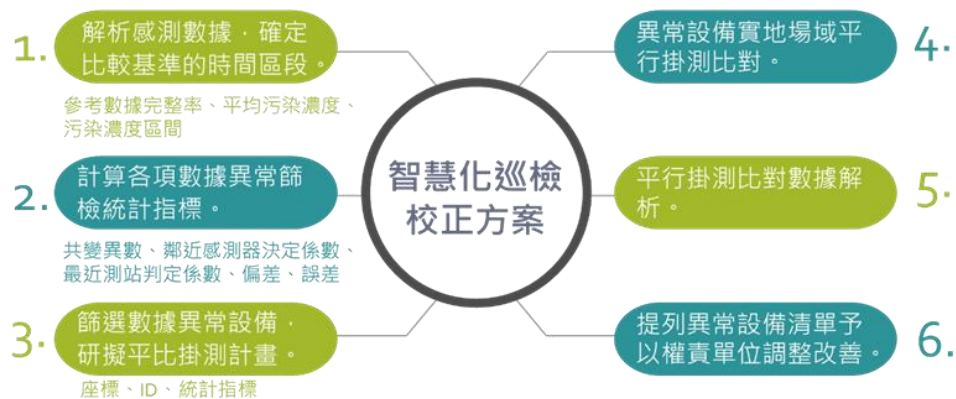 1.
解析感測數據，確定
比較基準的時間區段。
參考數據完整率、平均污染濃度、
污染濃度區間
2.
計算各項數據異常篩
檢統計指標。
共變異數、鄰近感測器決定係數、
最近測站判定係數、偏差、誤差
3.
篩選數據異常設備，
研擬平比掛測計畫。
座標、ID、統計指標
智慧化巡檢
校正方案
4.
異常設備實地場域平
行掛測比對。
5.
平行掛測比對數據解
析。
6.
提列異常設備清單予
以權責單位調整改善。